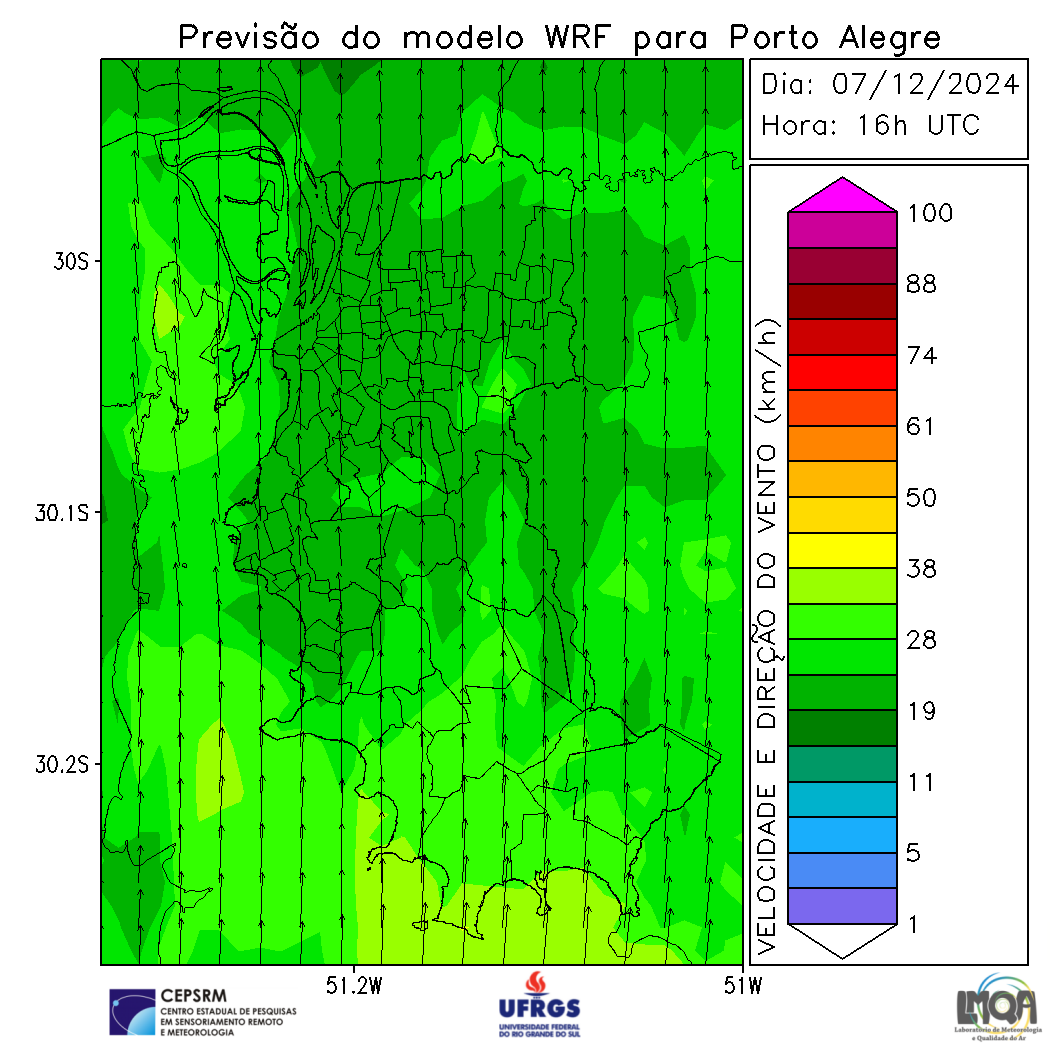 Previsão do modelo WRF para Porto Alegre
Dia: 07/12/2024
Hora: 16h UTC
30S
30.1S
30.2S
51.2W
51W
VELOCIDADE E DIREÇÃO DO VENTO (km/h)
100
88
74
61
50
38
28
19
11
5
1
CEPSRM
CENTRO ESTADUAL DE PESQUISAS
EM SENSORIAMENTO REMOTO
E METEOROLOGIA
UFRGS
UNIVERSIDADE FEDERAL
DO RIO GRANDE DO SUL
LMQA
Laboratório de Meteorologia
e Qualidade do Ar